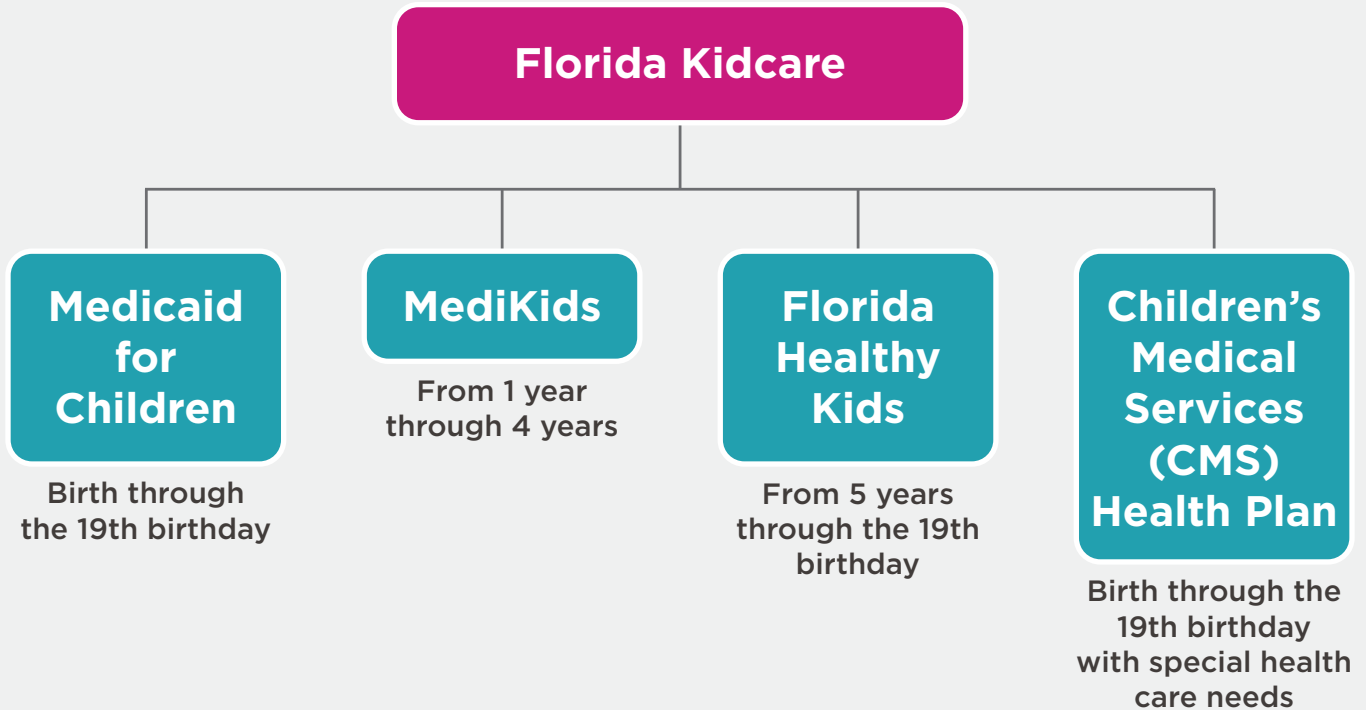 Florida Kidcare
Medicaid
for
Children
Birth through
the 19th birthday
MediKids
From 1 year
through 4 years
Florida
Healthy
Kids
From 5 years
through the 19th
birthday
Children’s
Medical
Services
(CMS)
Health Plan
Birth through the
19th birthday
with special health
care needs